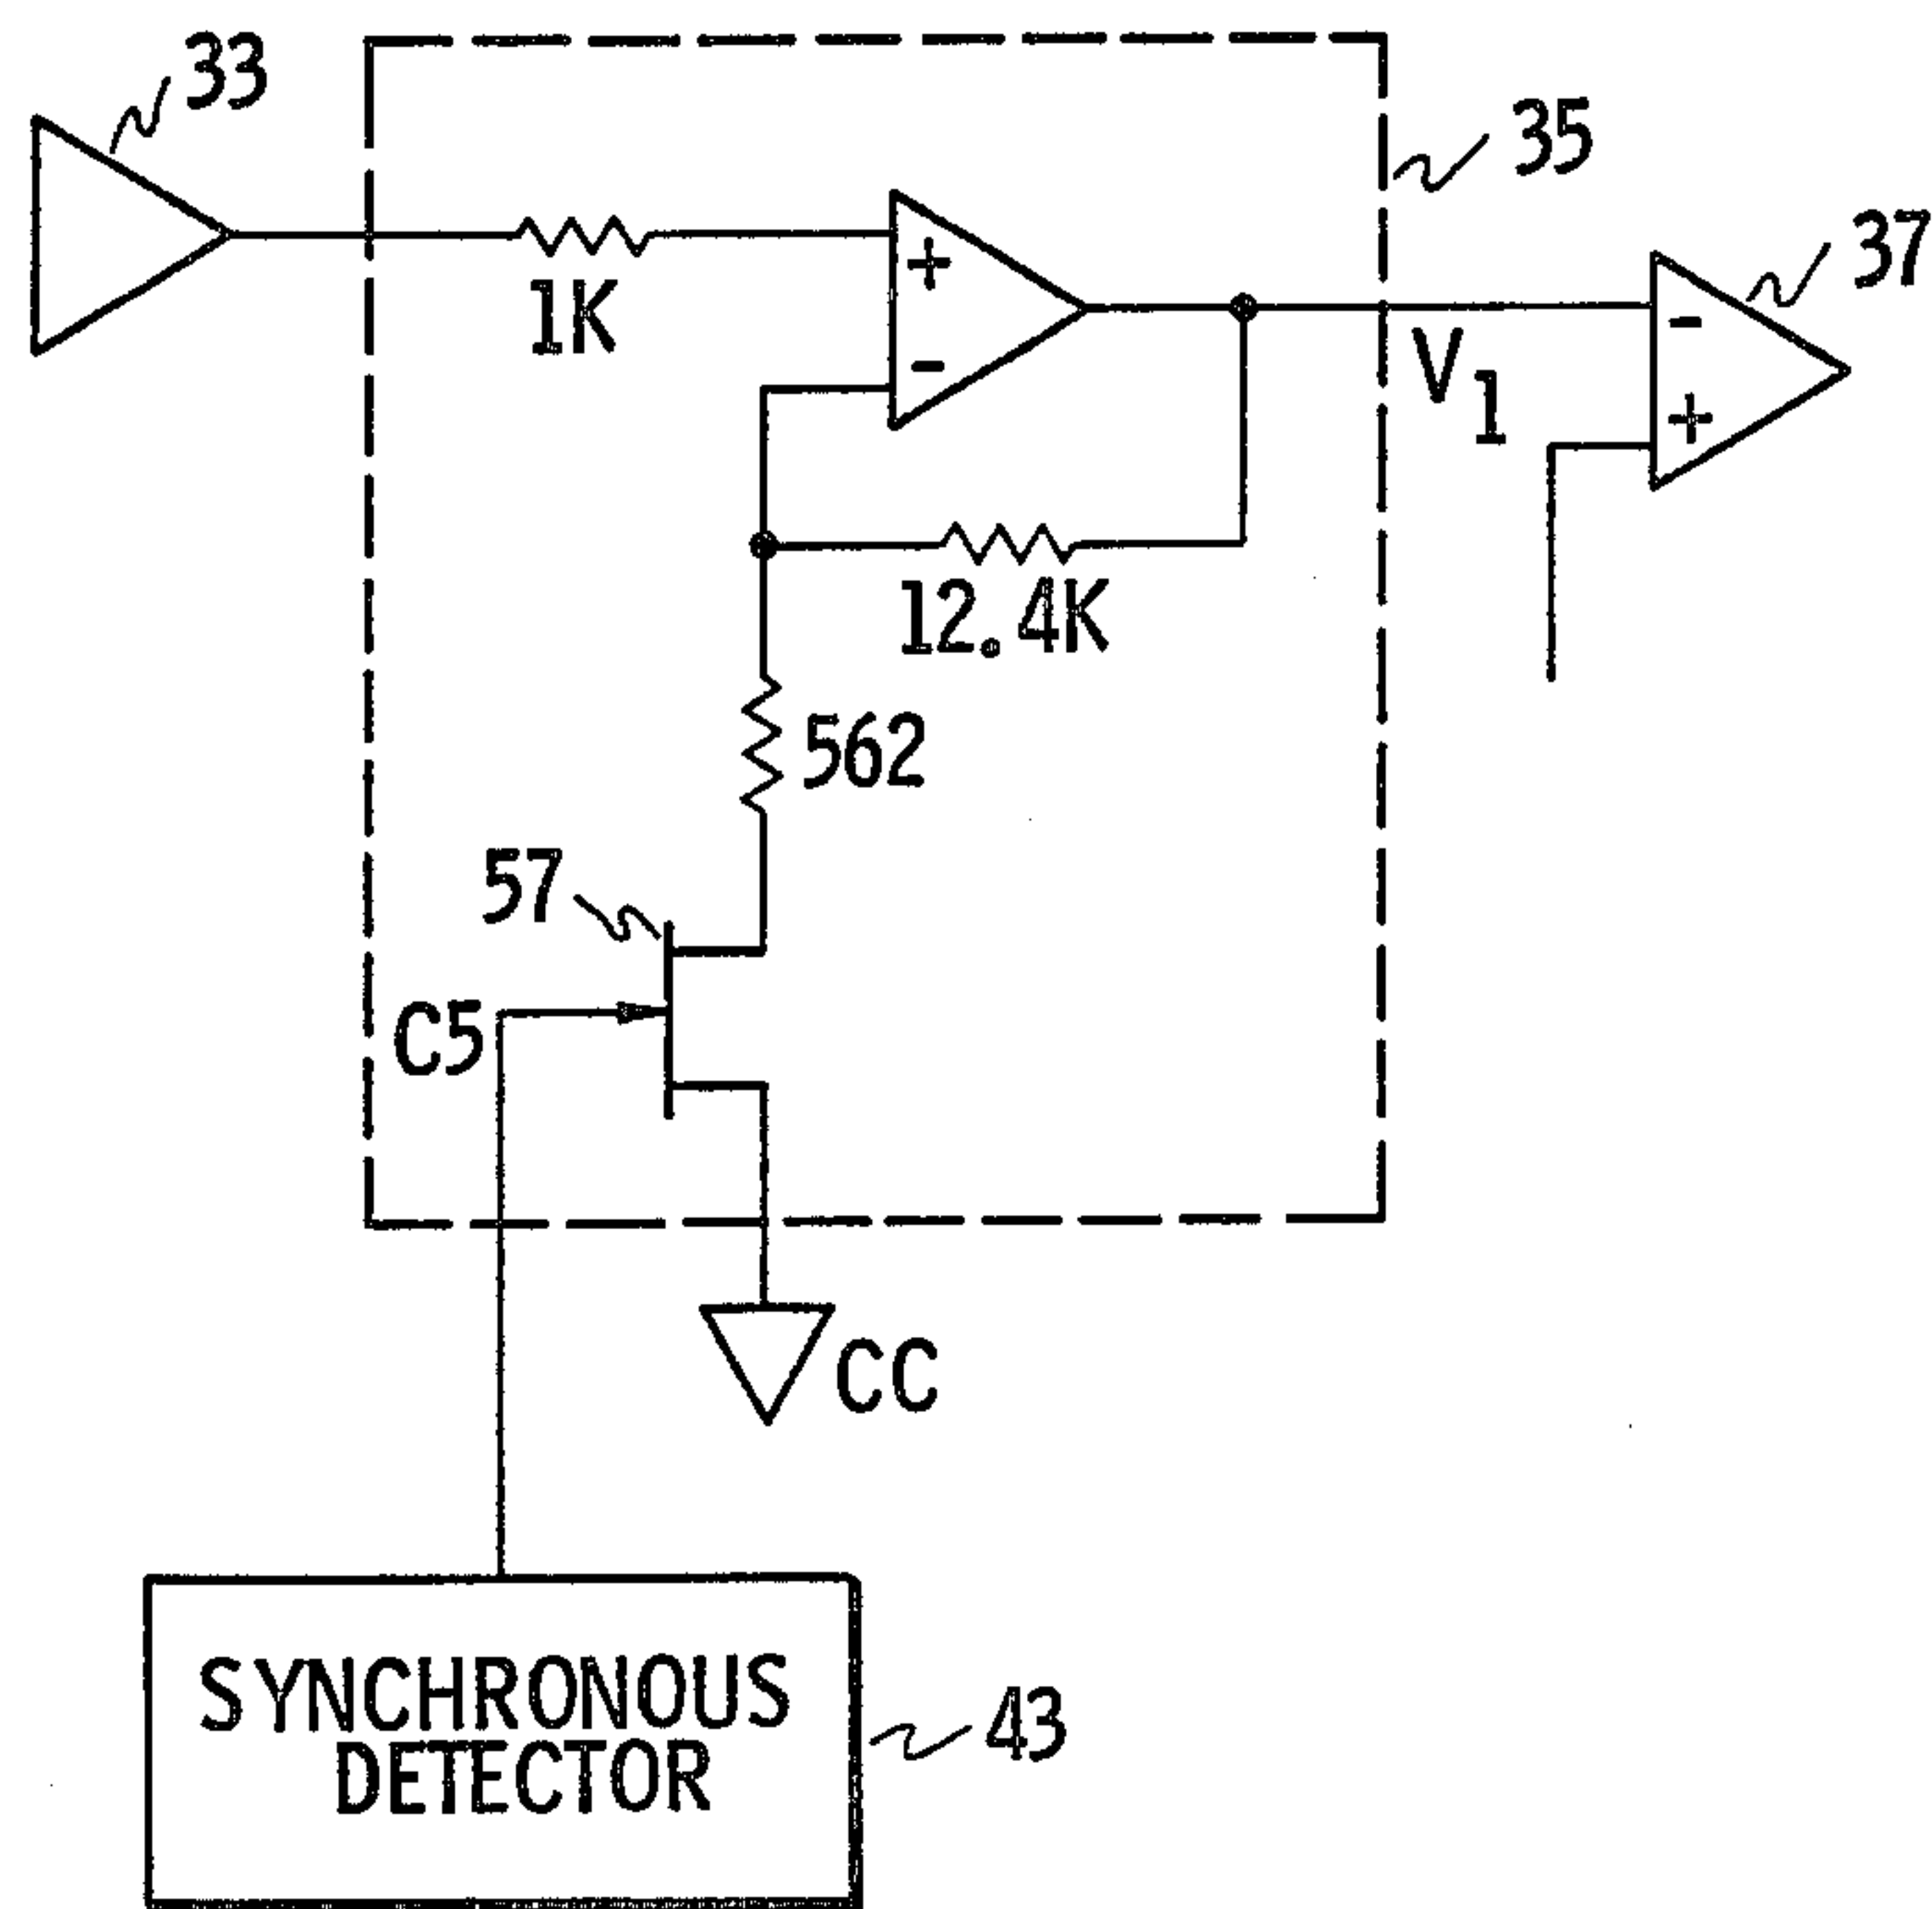 33
35
37
1K
+
-
V1
-
+
12.4K
562
57
C5
CC
SYNCHRONOUS
DETECTOR
43